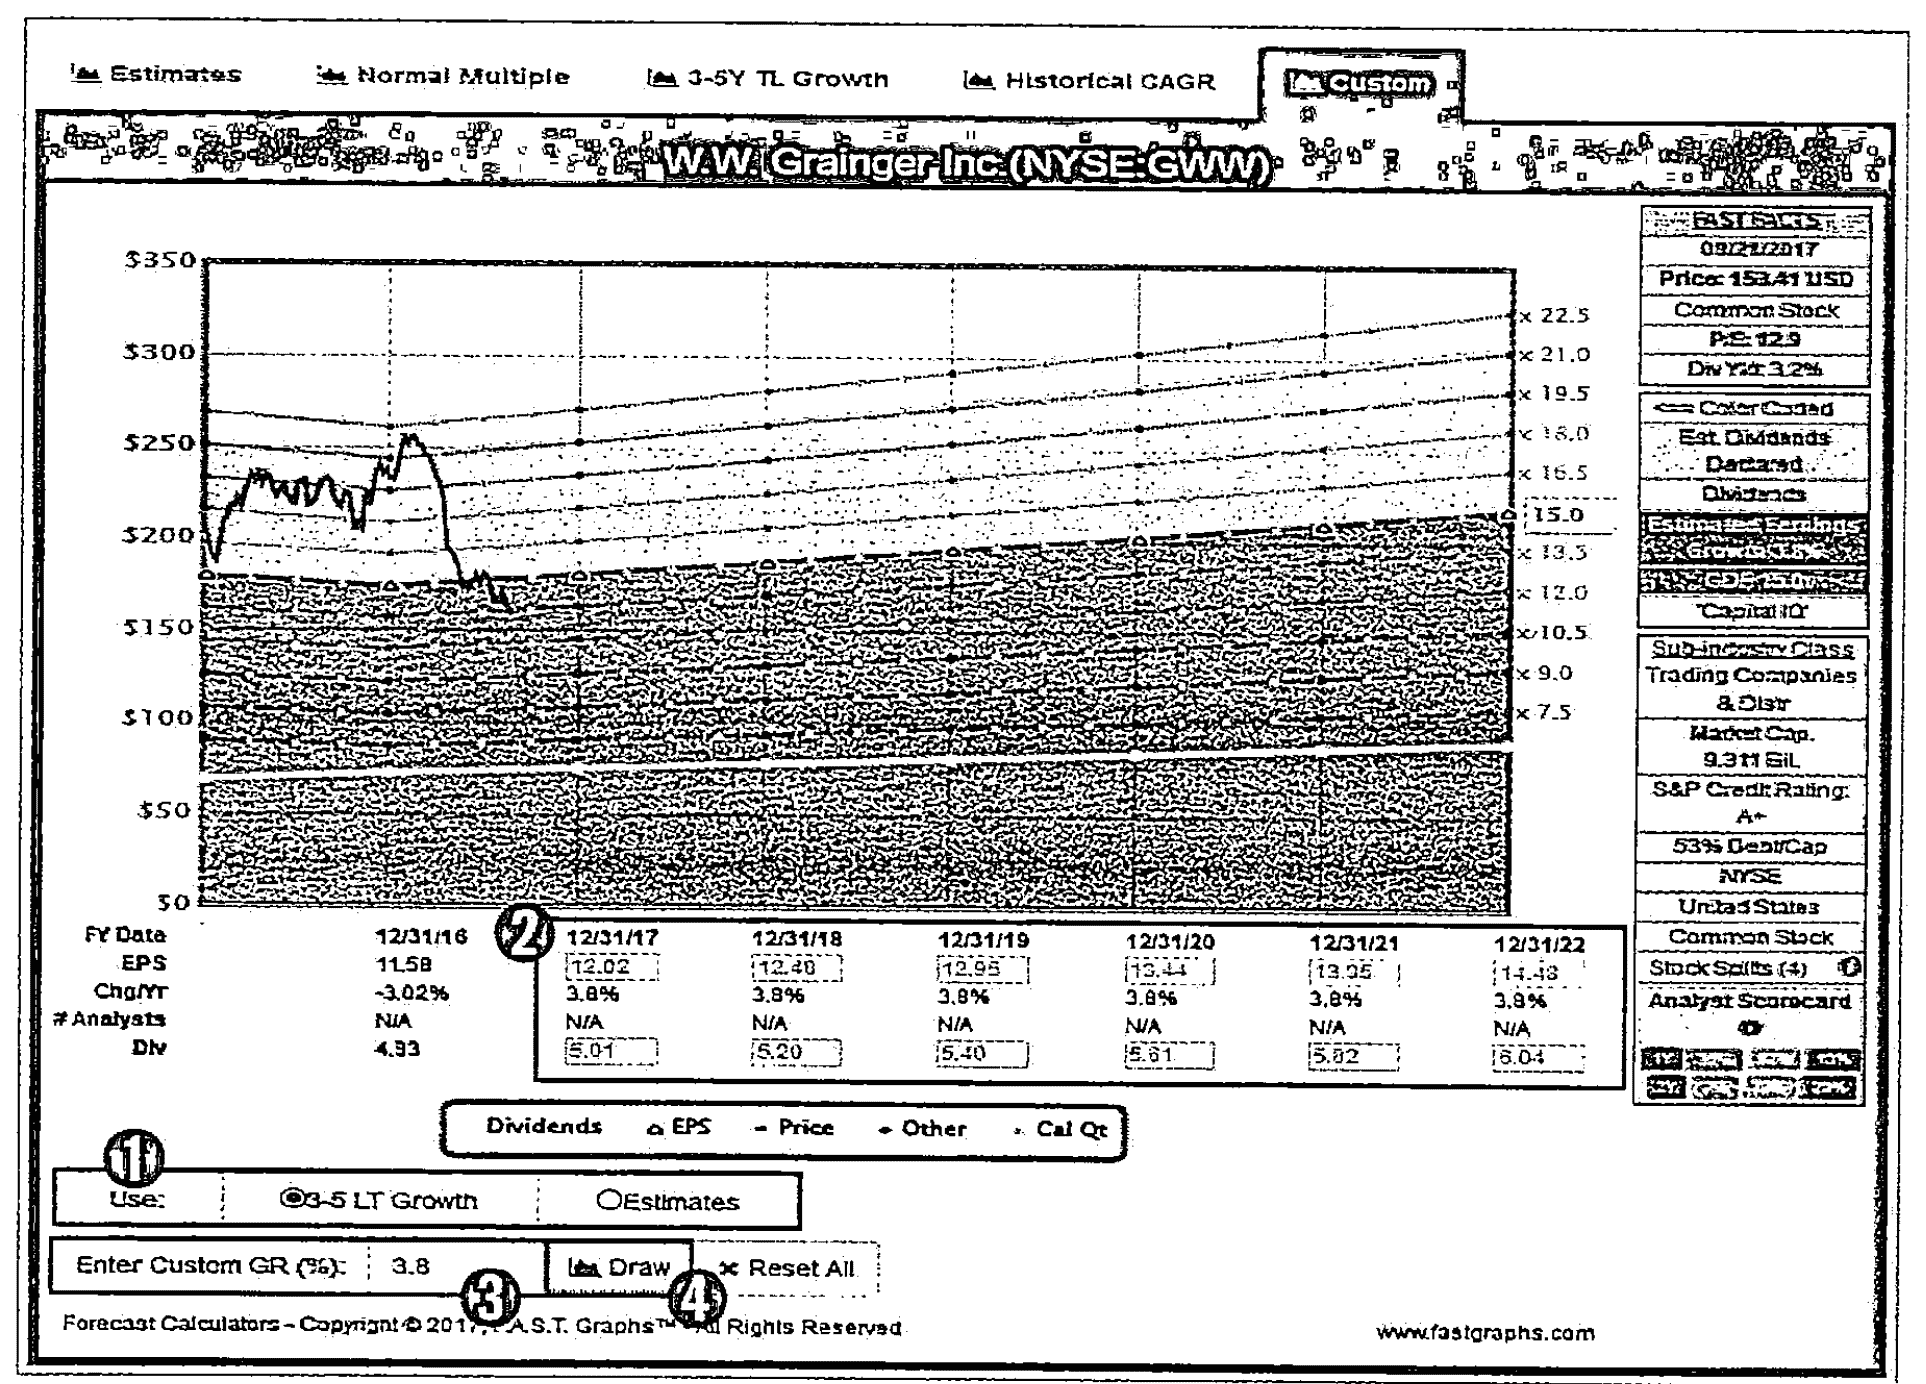 Estimates Normal Multiple 3-5Y TL Growth Historical CAGR Custom
W.W. Grainger Inc.(NYSE:GWW)
$350
$300
$250
$200
$150
$100
$50
$0
x 22.5
x 21.0
x 19.5
x 18.0
x 16.5
15.0
x 13.5
x 12.0
x 10.5
x 9.0
x 7.5
FAST FACTS
2017
Price: 153.41 USD
Common Stock
P/E: 12.9
Div Yld: 3.2%
Color Coded
Est. Dividends
Declared
Dividends
Estimated Earnings
Growth
Capital IQ
Sub-Industry Class
Trading Companies
& Distr
Market Cap.
9.311 BIL
S&P Credit Rating:
53% Debt/Cap
NYSE
United States
Common Stock
Stock Splits (4)
Analyst Scorecard
FY Date 12/31/16 12/31/17 12/31/18 12/31/19 12/31/20 12/31/21 12/31/22
EPS 11.58 12.02 12.48 12.95 13.44 13.95 14.48
Chg/Yr -3.02% 3.8% 3.8% 3.8% 3.8% 3.8% 3.8%
# Analysts N/A N/A N/A N/A N/A N/A N/A
Div 4.83 5.01 5.20 5.40 5.61 5.82 6.04
2
Dividends EPS Price Other Cal Qt
1
Use: 3-5 LT Growth Estimates
Enter Custom GR (%): 3.8 Draw Reset All
3 4
Forecast Calculators - Copyright © 2017, F.A.S.T. Graphs™ - All Rights Reserved
www.fastgraphs.com